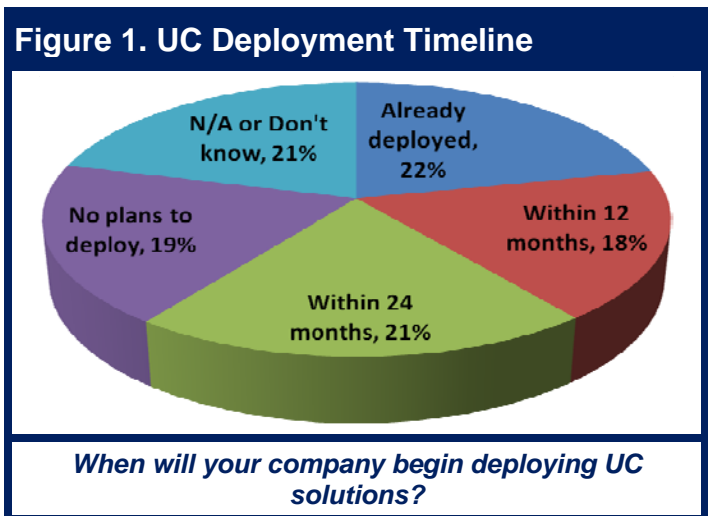 Figure 1. UC Deployment Timeline
N/A or Don't
know, 21%
Already
deployed,
22%
No plans to
deploy, 19%
Within 12
months, 18%
Within 24
months, 21%
When will your company begin deploying UC
solutions?